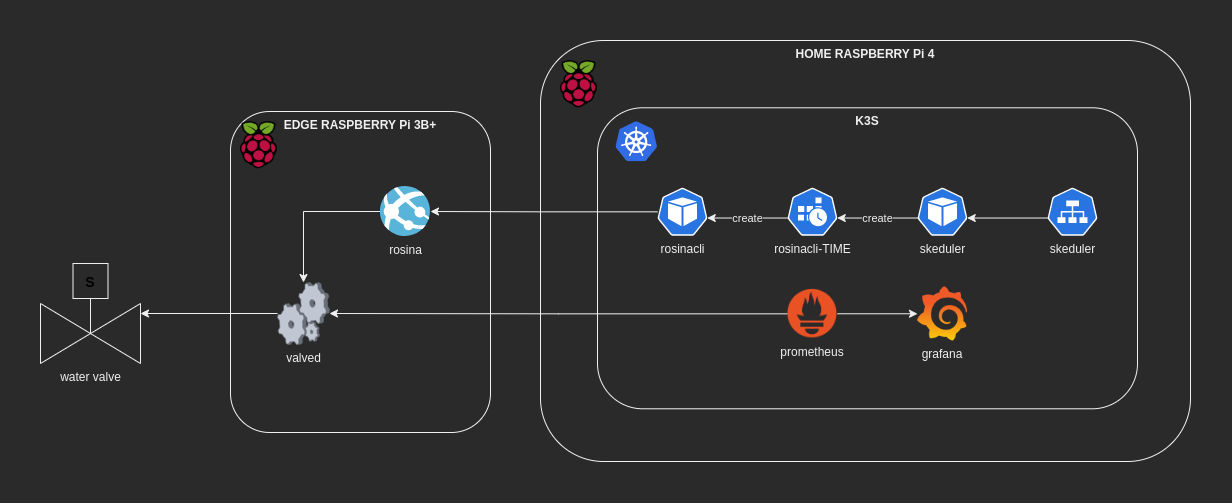 HOME RASPBERRY Pi 4
EDGE RASPBERRY Pi 3B+
K3S
create
create
rosina
rosinacli
rosinacli-TIME
skeduler
skeduler
S
valved
prometheus
grafana
water valve